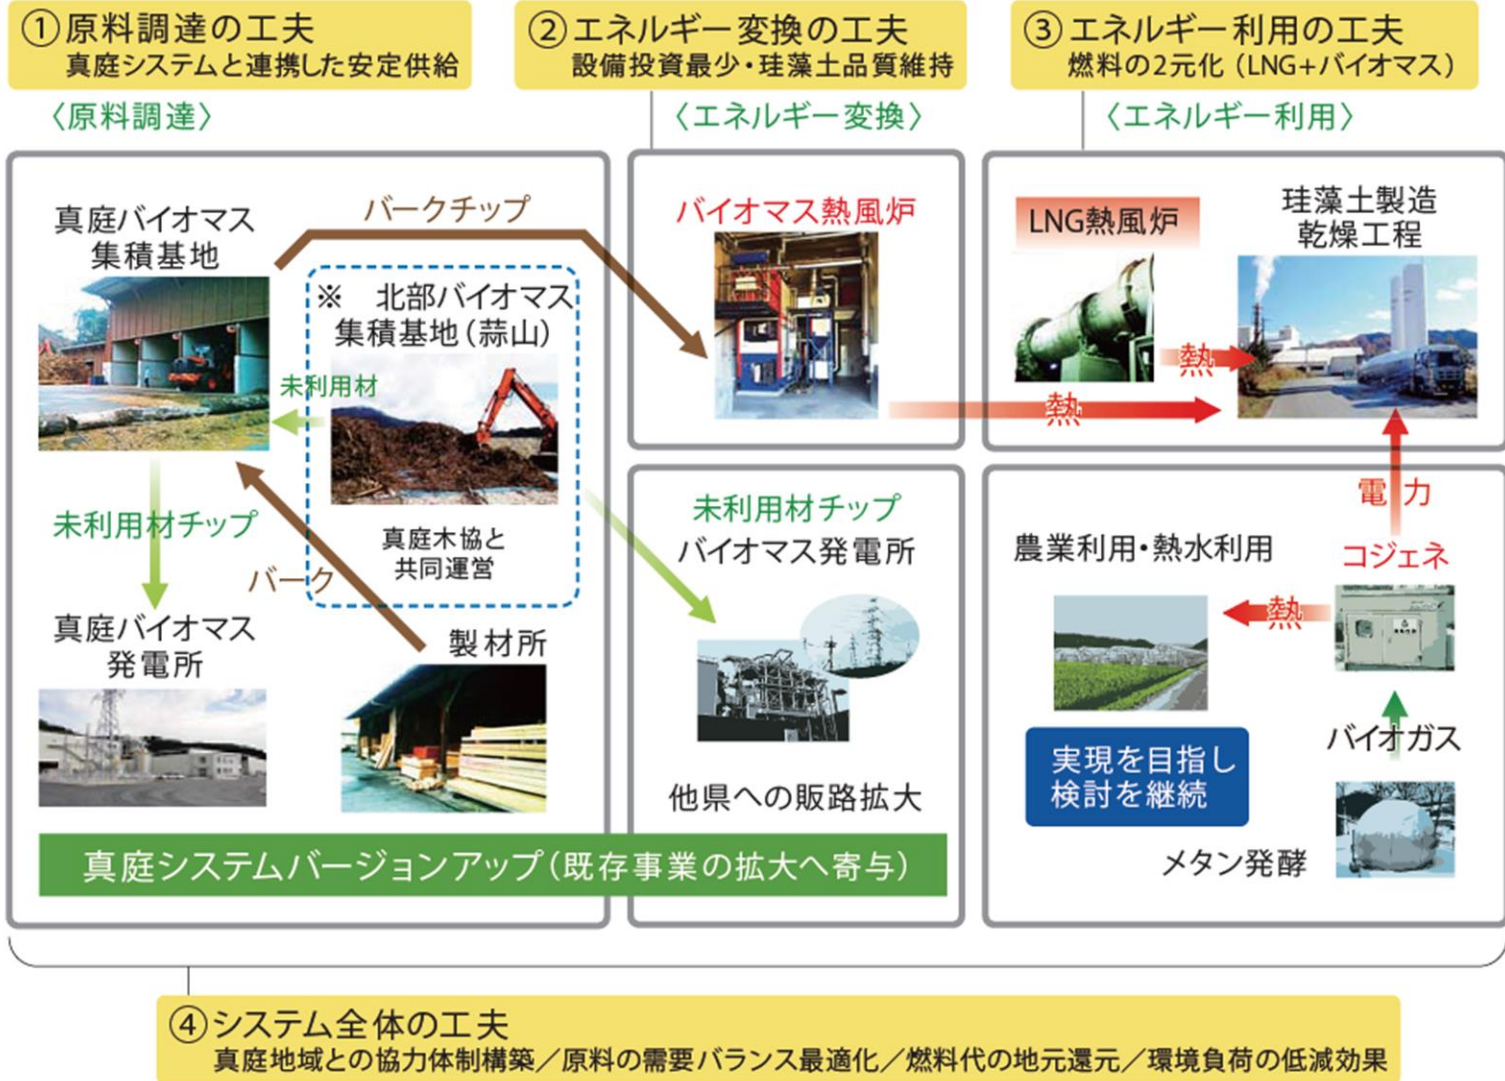 ①原料調達の工夫
真庭システムと連携した安定供給
②エネルギー変換の工夫
設備投資最少・珪藻土品質維持
③エネルギー利用の工夫
燃料の2元化（LNG+バイオマス）
〈原料調達〉
〈エネルギー変換〉
〈エネルギー利用〉
真庭バイオマス
集積基地
バークチップ
※　北部バイオマス
集積基地（蒜山）
未利用材
真庭木協と
共同運営
未利用材チップ
バーク
真庭バイオマス
発電所
製材所
バイオマス熱風炉
熱
LNG熱風炉
熱
珪藻土製造
乾燥工程
未利用材チップ
バイオマス発電所
他県への販路拡大
電力
コジェネ
農業利用・熱水利用
熱
バイオガス
実現を目指し
検討を継続
メタン発酵
真庭システムバージョンアップ（既存事業の拡大へ寄与）
④システム全体の工夫
真庭地域との協力体制構築／原料の需要バランス最適化／燃料代の地元還元／環境負荷の低減効果